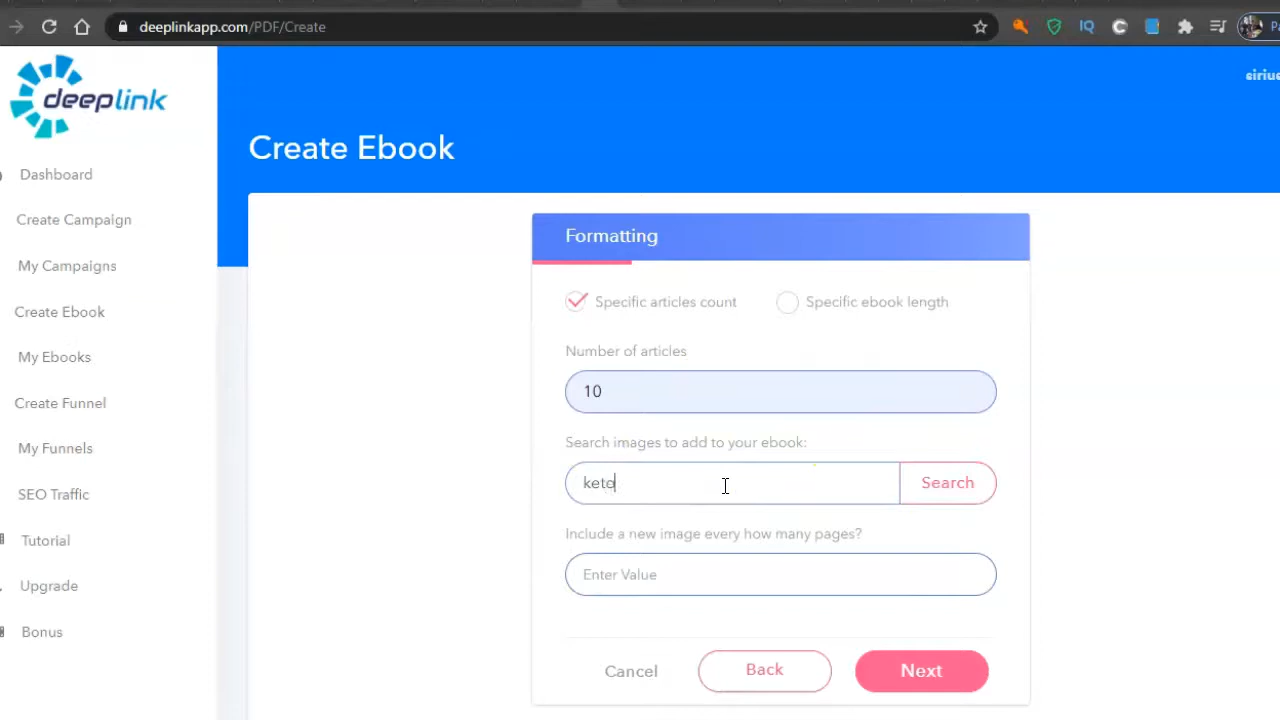 deeplinkapp.com/PDF/Create
IQ
C
deeplink
sirius
Create Ebook
Dashboard
Create Campaign
My Campaigns
Create Ebook
My Ebooks
Create Funnel
My Funnels
SEO Traffic
Tutorial
Upgrade
Bonus
Formatting
Specific articles count
Specific ebook length
Number of articles
10
Search images to add to your ebook:
keto
Search
Include a new image every how many pages?
Enter Value
Cancel
Back
Next